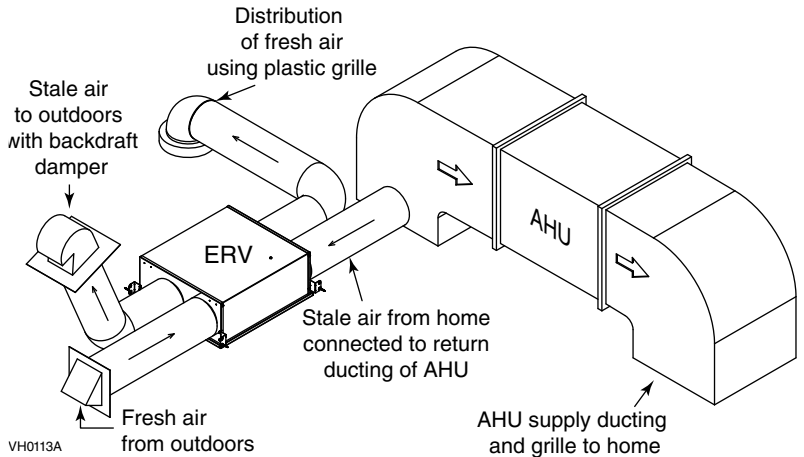 Distribution
of fresh air
using plastic grille
Stale air
to outdoors
with backdraft
damper
AHU
ERV
Stale air from home
connected to return
ducting of AHU
Fresh air
from outdoors
AHU supply ducting
and grille to home
VH0113A